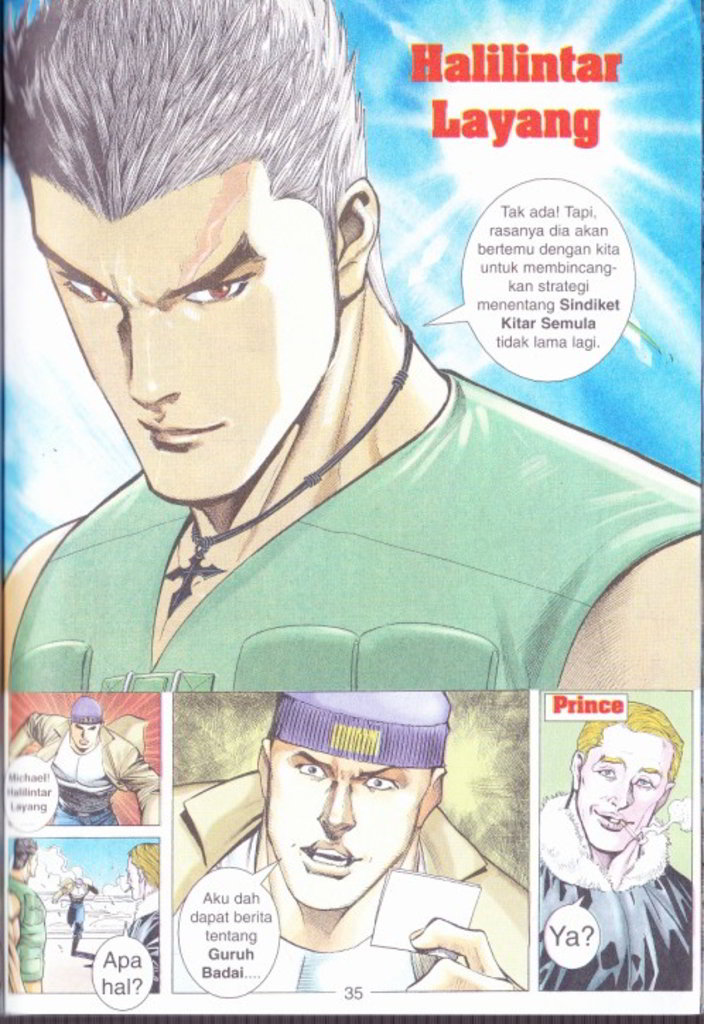 Halilintar
Layang
Tak ada! Tapi,
rasanya dia akan
bertemu dengan kita
untuk membincang-
kan strategi
menentang Sindiket
Kitar Semula
tidak lama lagi.
Michael!
Halilintar
Layang
Apa
hal?
Aku dah
dapat berita
tentang
Guruh
Badai....
Prince
Ya?
35